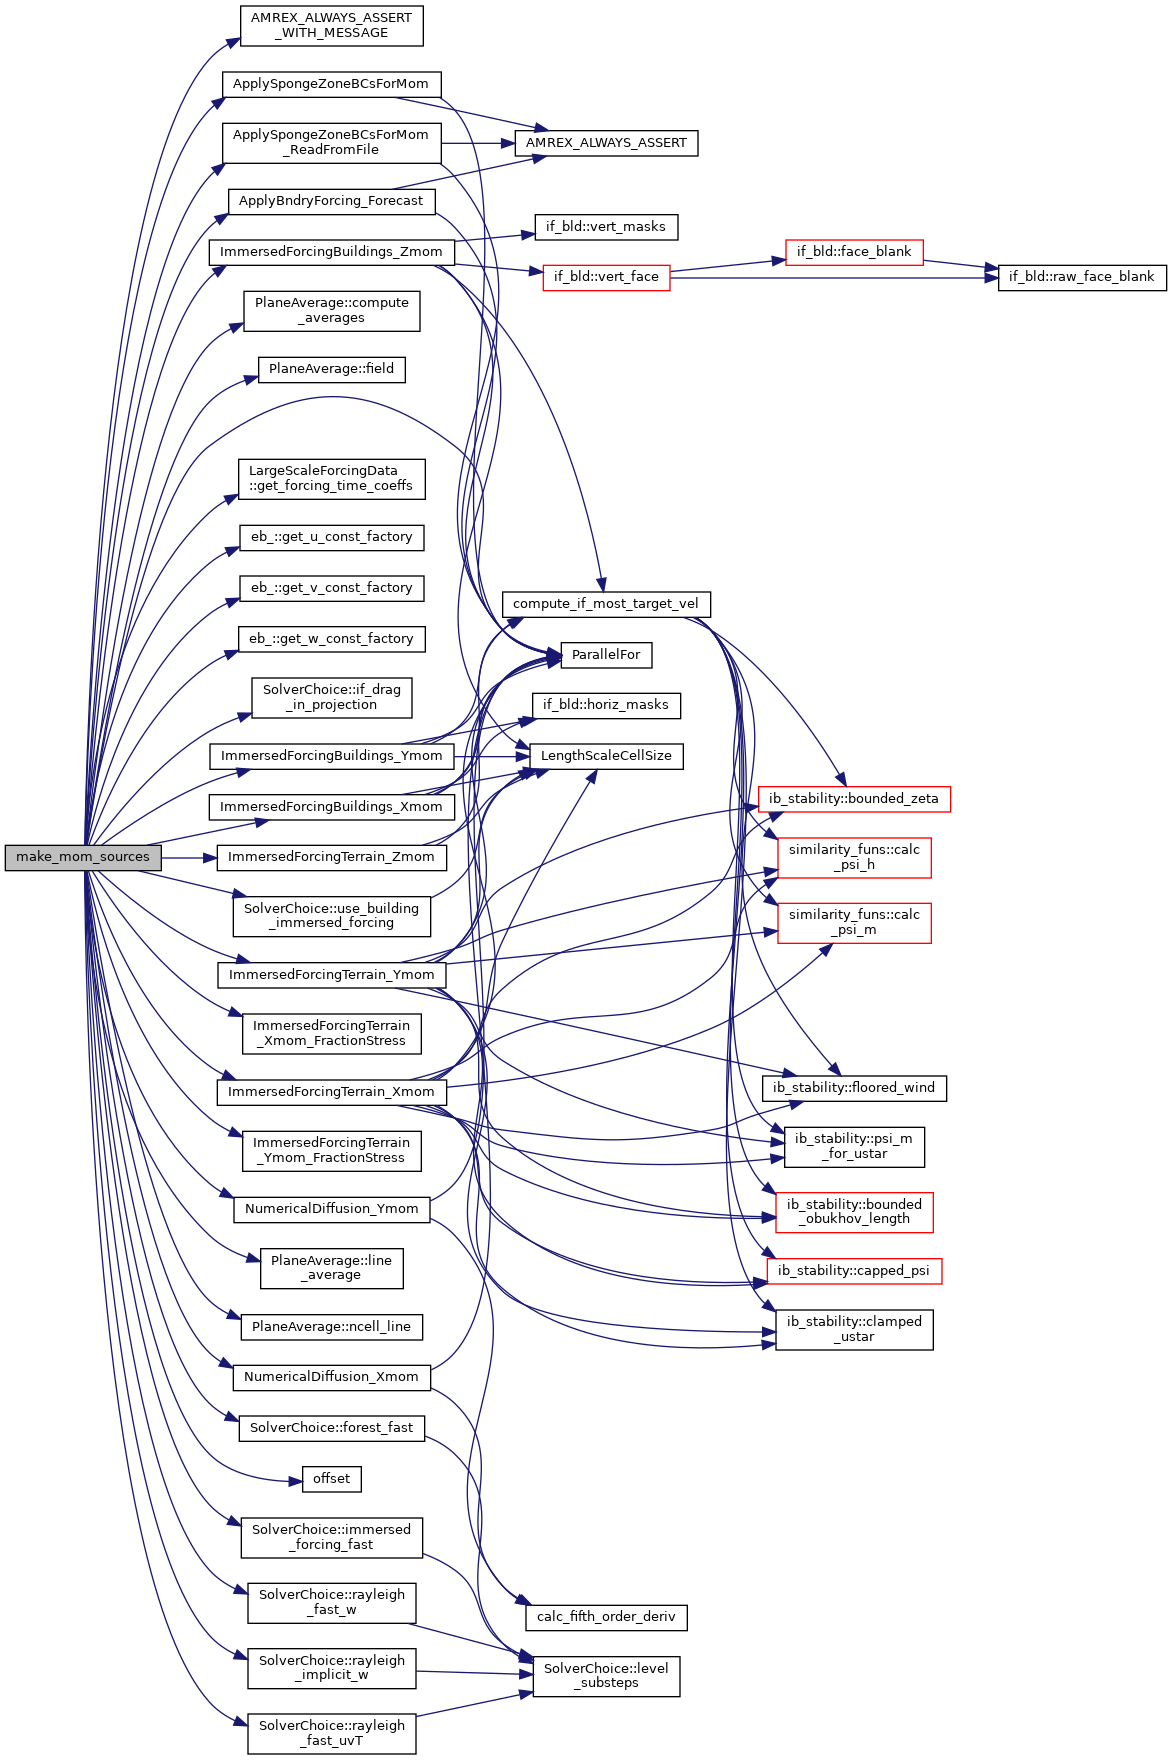 AMREX_ALWAYS_ASSERT
_WITH_MESSAGE
ApplySpongeZoneBCsForMom
ApplySpongeZoneBCsForMom
_ReadFromFile
AMREX_ALWAYS_ASSERT
ApplyBndryForcing_Forecast
ImmersedForcingBuildings_Zmom
if_bld::vert_masks
if_bld::vert_face
if_bld::face_blank
if_bld::raw_face_blank
PlaneAverage::compute
_averages
PlaneAverage::field
LargeScaleForcingData
::get_forcing_time_coeffs
eb_::get_u_const_factory
eb_::get_v_const_factory
eb_::get_w_const_factory
compute_if_most_target_vel
ParallelFor
SolverChoice::if_drag
_in_projection
if_bld::horiz_masks
ImmersedForcingBuildings_Ymom
LengthScaleCellSize
ImmersedForcingBuildings_Xmom
ib_stability::bounded_zeta
make_mom_sources
ImmersedForcingTerrain_Zmom
similarity_funs::calc
_psi_h
SolverChoice::use_building
_immersed_forcing
similarity_funs::calc
_psi_m
ImmersedForcingTerrain_Ymom
ImmersedForcingTerrain
_Xmom_FractionStress
ImmersedForcingTerrain_Xmom
ib_stability::floored_wind
ImmersedForcingTerrain
_Ymom_FractionStress
ib_stability::psi_m
_for_ustar
NumericalDiffusion_Ymom
ib_stability::bounded
_obukhov_length
PlaneAverage::line
_average
ib_stability::capped_psi
PlaneAverage::ncell_line
ib_stability::clamped
_ustar
NumericalDiffusion_Xmom
SolverChoice::forest_fast
offset
SolverChoice::immersed
_forcing_fast
SolverChoice::rayleigh
_fast_w
calc_fifth_order_deriv
SolverChoice::rayleigh
_implicit_w
SolverChoice::level
_substeps
SolverChoice::rayleigh
_fast_uvT